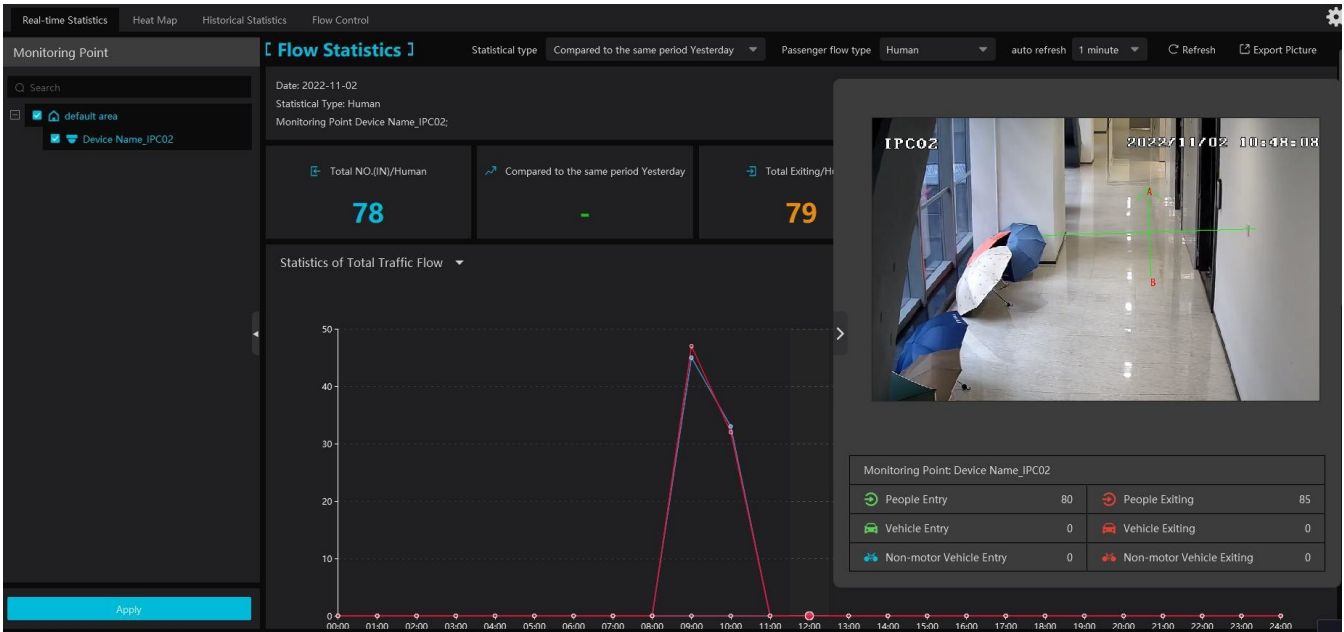 Real-time Statistics Heat Map Historical Statistics Flow Control
Monitoring Point
Search
default area
Device Name_IPC02
Apply
[ Flow Statistics ]
Statistical type Compared to the same period Yesterday Passenger flow type Human auto refresh 1 minute Refresh Export Picture
Date: 2022-11-02
Statistical Type: Human
Monitoring Point Device Name_IPC02;
Total NO.(IN)/Human
78
Compared to the same period Yesterday
-
Total Exiting/H
79
Statistics of Total Traffic Flow
50
40
30
20
10
0
00:00 01:00 02:00 03:00 04:00 05:00 06:00 07:00 08:00 09:00 10:00 11:00 12:00 13:00 14:00 15:00 16:00 17:00 18:00 19:00 20:00 21:00 22:00 23:00 24:00
IPC02 2022/11/02 10:48:08
A
B
Monitoring Point: Device Name_IPC02
People Entry 80 People Exiting 85
Vehicle Entry 0 Vehicle Exiting 0
Non-motor Vehicle Entry 0 Non-motor Vehicle Exiting 0